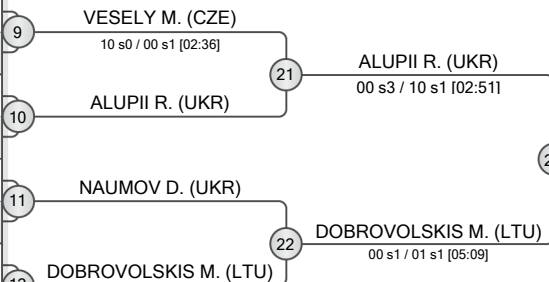 9
VESELY M. (CZE)
10 s0 / 00 s1 [02:36]
21
ALUPII R. (UKR)
00 s3 / 10 s1 [02:51]
10
ALUPII R. (UKR)
11
NAUMOV D. (UKR)
22
DOBROVOLSKIS M. (LTU)
00 s1 / 01 s1 [05:09]
DOBROVOLSKIS M. (LTU)